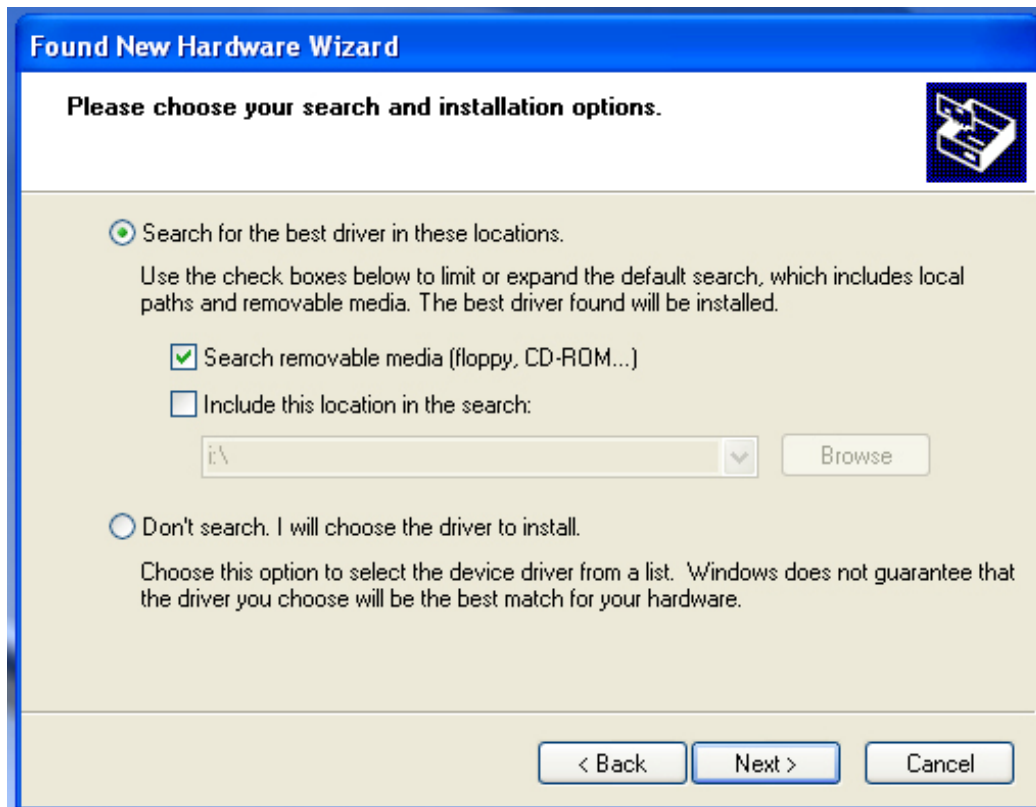 Found New Hardware Wizard
Please choose your search and installation options.
Search for the best driver in these locations.
Use the check boxes below to limit or expand the default search, which includes local
paths and removable media. The best driver found will be installed.
Search removable media (floppy, CD-ROM...)
Include this location in the search:
i:\
Browse
Don't search. I will choose the driver to install.
Choose this option to select the device driver from a list.  Windows does not guarantee that
the driver you choose will be the best match for your hardware.
< Back
Next >
Cancel